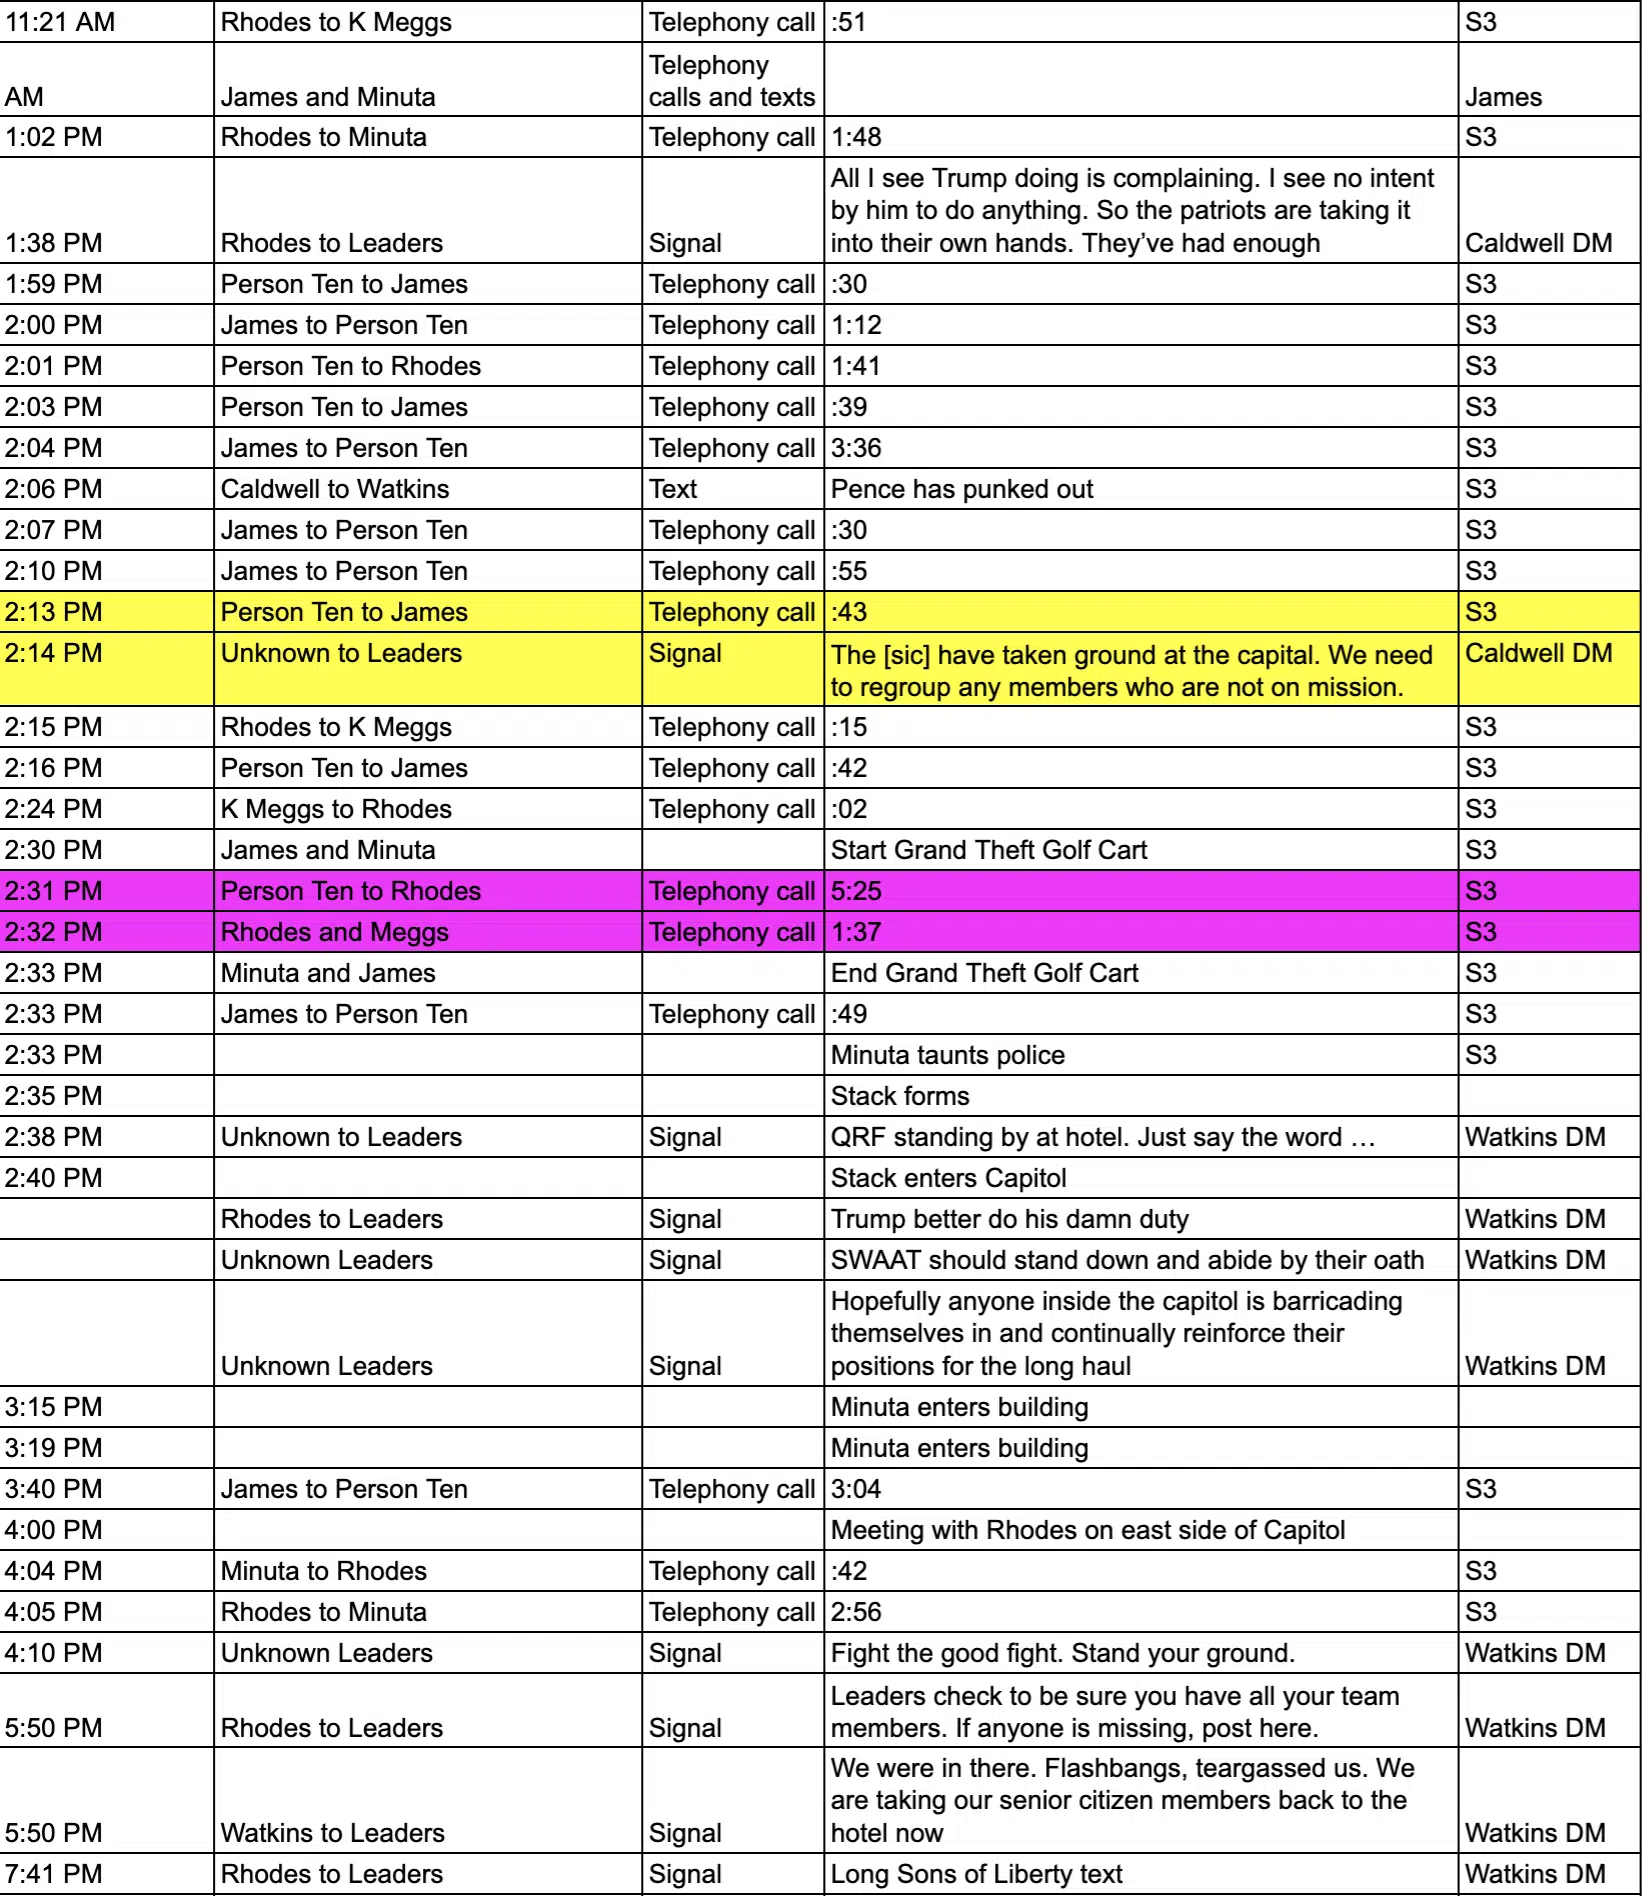 11:21 AM Rhodes to K Meggs Telephony call :51 S3
Telephony
AM James and Minuta calls and texts James
1:02 PM Rhodes to Minuta Telephony call 1:48 S3
All I see Trump doing is complaining. I see no intent
by him to do anything. So the patriots are taking it
1:38 PM Rhodes to Leaders Signal into their own hands. They’ve had enough Caldwell DM
1:59 PM Person Ten to James Telephony call :30 S3
2:00 PM James to Person Ten Telephony call 1:12 S3
2:01 PM Person Ten to Rhodes Telephony call 1:41 S3
2:03 PM Person Ten to James Telephony call :39 S3
2:04 PM James to Person Ten Telephony call 3:36 S3
2:06 PM Caldwell to Watkins Text Pence has punked out S3
2:07 PM James to Person Ten Telephony call :30 S3
2:10 PM James to Person Ten Telephony call :55 S3
2:13 PM Person Ten to James Telephony call :43 S3
2:14 PM Unknown to Leaders Signal The [sic] have taken ground at the capital. We need Caldwell DM
to regroup any members who are not on mission.
2:15 PM Rhodes to K Meggs Telephony call :15 S3
2:16 PM Person Ten to James Telephony call :42 S3
2:24 PM K Meggs to Rhodes Telephony call :02 S3
2:30 PM James and Minuta Start Grand Theft Golf Cart S3
2:31 PM Person Ten to Rhodes Telephony call 5:25 S3
2:32 PM Rhodes and Meggs Telephony call 1:37 S3
2:33 PM Minuta and James End Grand Theft Golf Cart S3
2:33 PM James to Person Ten Telephony call :49 S3
2:33 PM Minuta taunts police S3
2:35 PM Stack forms
2:38 PM Unknown to Leaders Signal QRF standing by at hotel. Just say the word … Watkins DM
2:40 PM Stack enters Capitol
Rhodes to Leaders Signal Trump better do his damn duty Watkins DM
Unknown Leaders Signal SWAAT should stand down and abide by their oath Watkins DM
Hopefully anyone inside the capitol is barricading
themselves in and continually reinforce their
Unknown Leaders Signal positions for the long haul Watkins DM
3:15 PM Minuta enters building
3:19 PM Minuta enters building
3:40 PM James to Person Ten Telephony call 3:04 S3
4:00 PM Meeting with Rhodes on east side of Capitol
4:04 PM Minuta to Rhodes Telephony call :42 S3
4:05 PM Rhodes to Minuta Telephony call 2:56 S3
4:10 PM Unknown Leaders Signal Fight the good fight. Stand your ground. Watkins DM
Leaders check to be sure you have all your team
5:50 PM Rhodes to Leaders Signal members. If anyone is missing, post here. Watkins DM
We were in there. Flashbangs, teargassed us. We
are taking our senior citizen members back to the
5:50 PM Watkins to Leaders Signal hotel now Watkins DM
7:41 PM Rhodes to Leaders Signal Long Sons of Liberty text Watkins DM